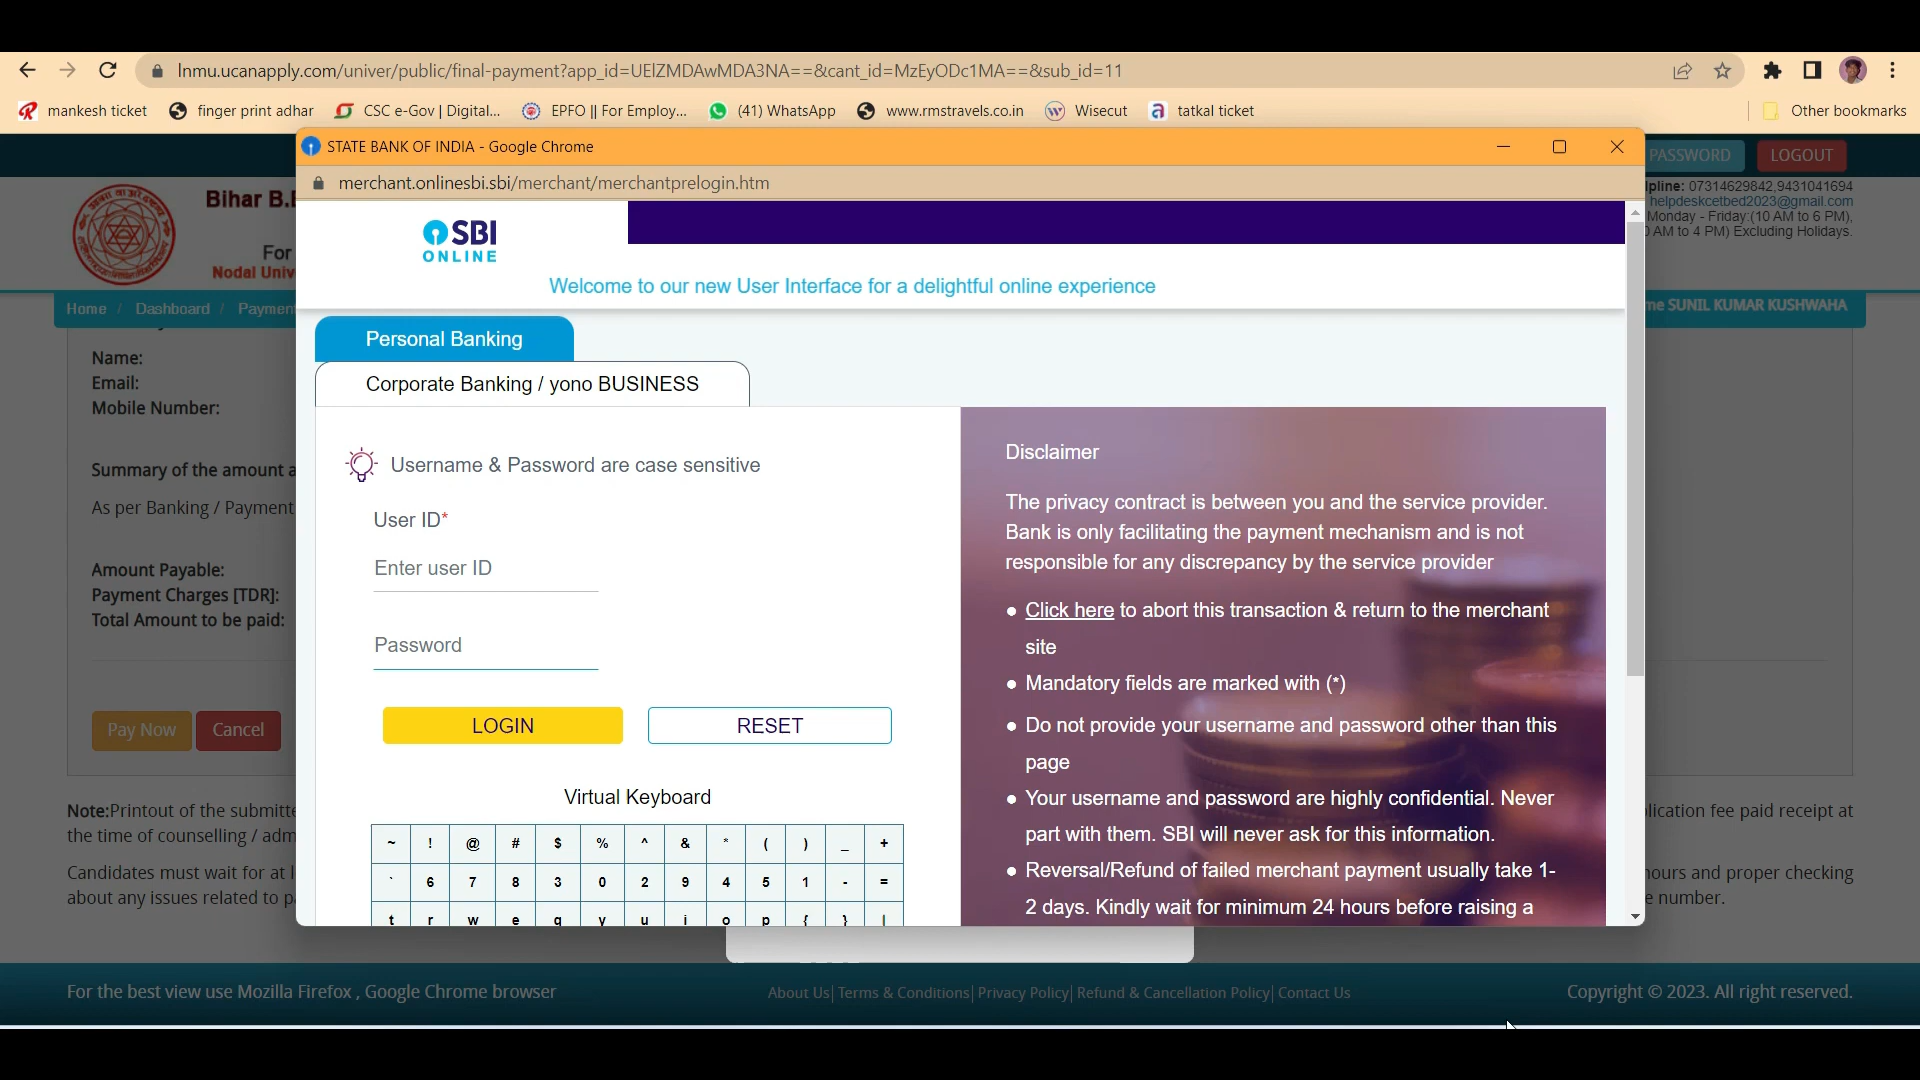 lnmu.ucanapply.com/univer/public/final-payment?app_id=UElZMDAwMDA3NA==&cant_id=MzEyODc1MA==&sub_id=11
mankesh ticket
finger print adhar
CSC e-Gov | Digital...
EPFO || For Employ...
(41) WhatsApp
www.rmstravels.co.in
Wisecut
tatkal ticket
Other bookmarks
STATE BANK OF INDIA - Google Chrome
merchant.onlinesbi.sbi/merchant/merchantprelogin.htm
PASSWORD
LOGOUT
Bihar B.
For
Nodal Univ
07314629842,9431041694
helpdeskcetbed2023@gmail.com
Monday - Friday:(10 AM to 6 PM),
AM to 4 PM) Excluding Holidays.
Home / Dashboard / Paymen
SUNIL KUMAR KUSHWAHA
SBI
ONLINE
Welcome to our new User Interface for a delightful online experience
Personal Banking
Corporate Banking / yono BUSINESS
Name:
Email:
Mobile Number:
Summary of the amount a
As per Banking / Payment
Amount Payable:
Payment Charges [TDR]:
Total Amount to be paid:
Pay Now
Cancel
Username & Password are case sensitive
User ID*
Enter user ID
Password
LOGIN
RESET
Virtual Keyboard
~ ! @ # $ % ^ & * ( ) _ +
` 6 7 8 3 0 2 9 4 5 1 - =
t r w e q y u i o p { } |
Disclaimer
The privacy contract is between you and the service provider.
Bank is only facilitating the payment mechanism and is not
responsible for any discrepancy by the service provider
Click here to abort this transaction & return to the merchant
site
Mandatory fields are marked with (*)
Do not provide your username and password other than this
page
Your username and password are highly confidential. Never
part with them. SBI will never ask for this information.
Reversal/Refund of failed merchant payment usually take 1-
2 days. Kindly wait for minimum 24 hours before raising a
Note:Printout of the submitte
plication fee paid receipt at
the time of counselling / adm
Candidates must wait for at l
hours and proper checking
about any issues related to p
e number.
For the best view use Mozilla Firefox , Google Chrome browser
About Us| Terms & Conditions| Privacy Policy| Refund & Cancellation Policy| Contact Us
Copyright © 2023. All right reserved.